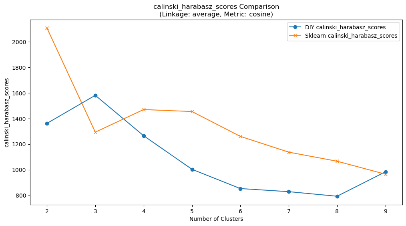 calinski_harabasz_scores Comparison
(Linkage: average, Metric: cosine)
DIY calinski_harabasz_scores
Sklearn calinski_harabasz_scores
calinski_harabasz_scores
2000
1800
1600
1400
1200
1000
800
2 3 4 5 6 7 8 9
Number of Clusters